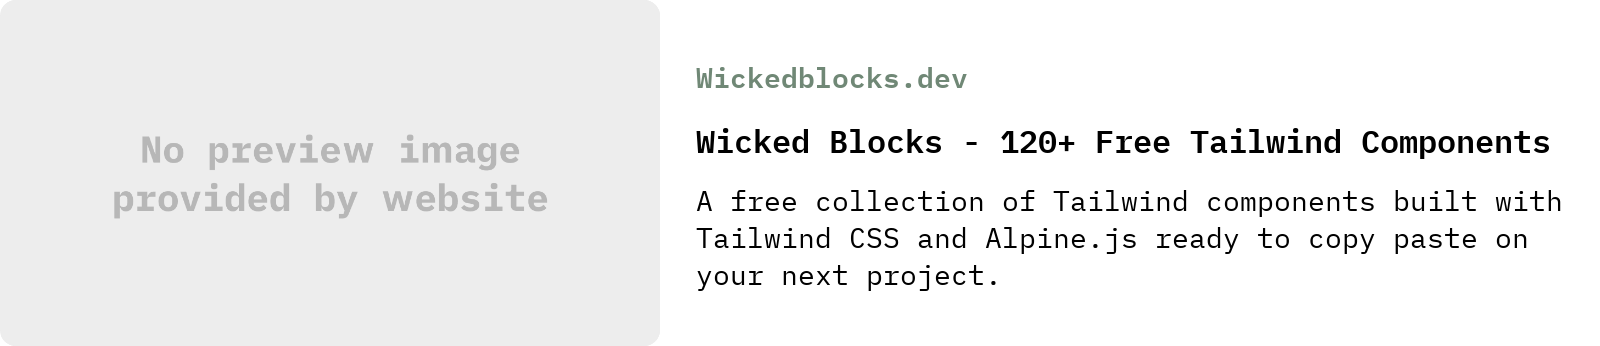 No preview image
provided by website
Wickedblocks.dev
Wicked Blocks - 120+ Free Tailwind Components
A free collection of Tailwind components built with
Tailwind CSS and Alpine.js ready to copy paste on
your next project.